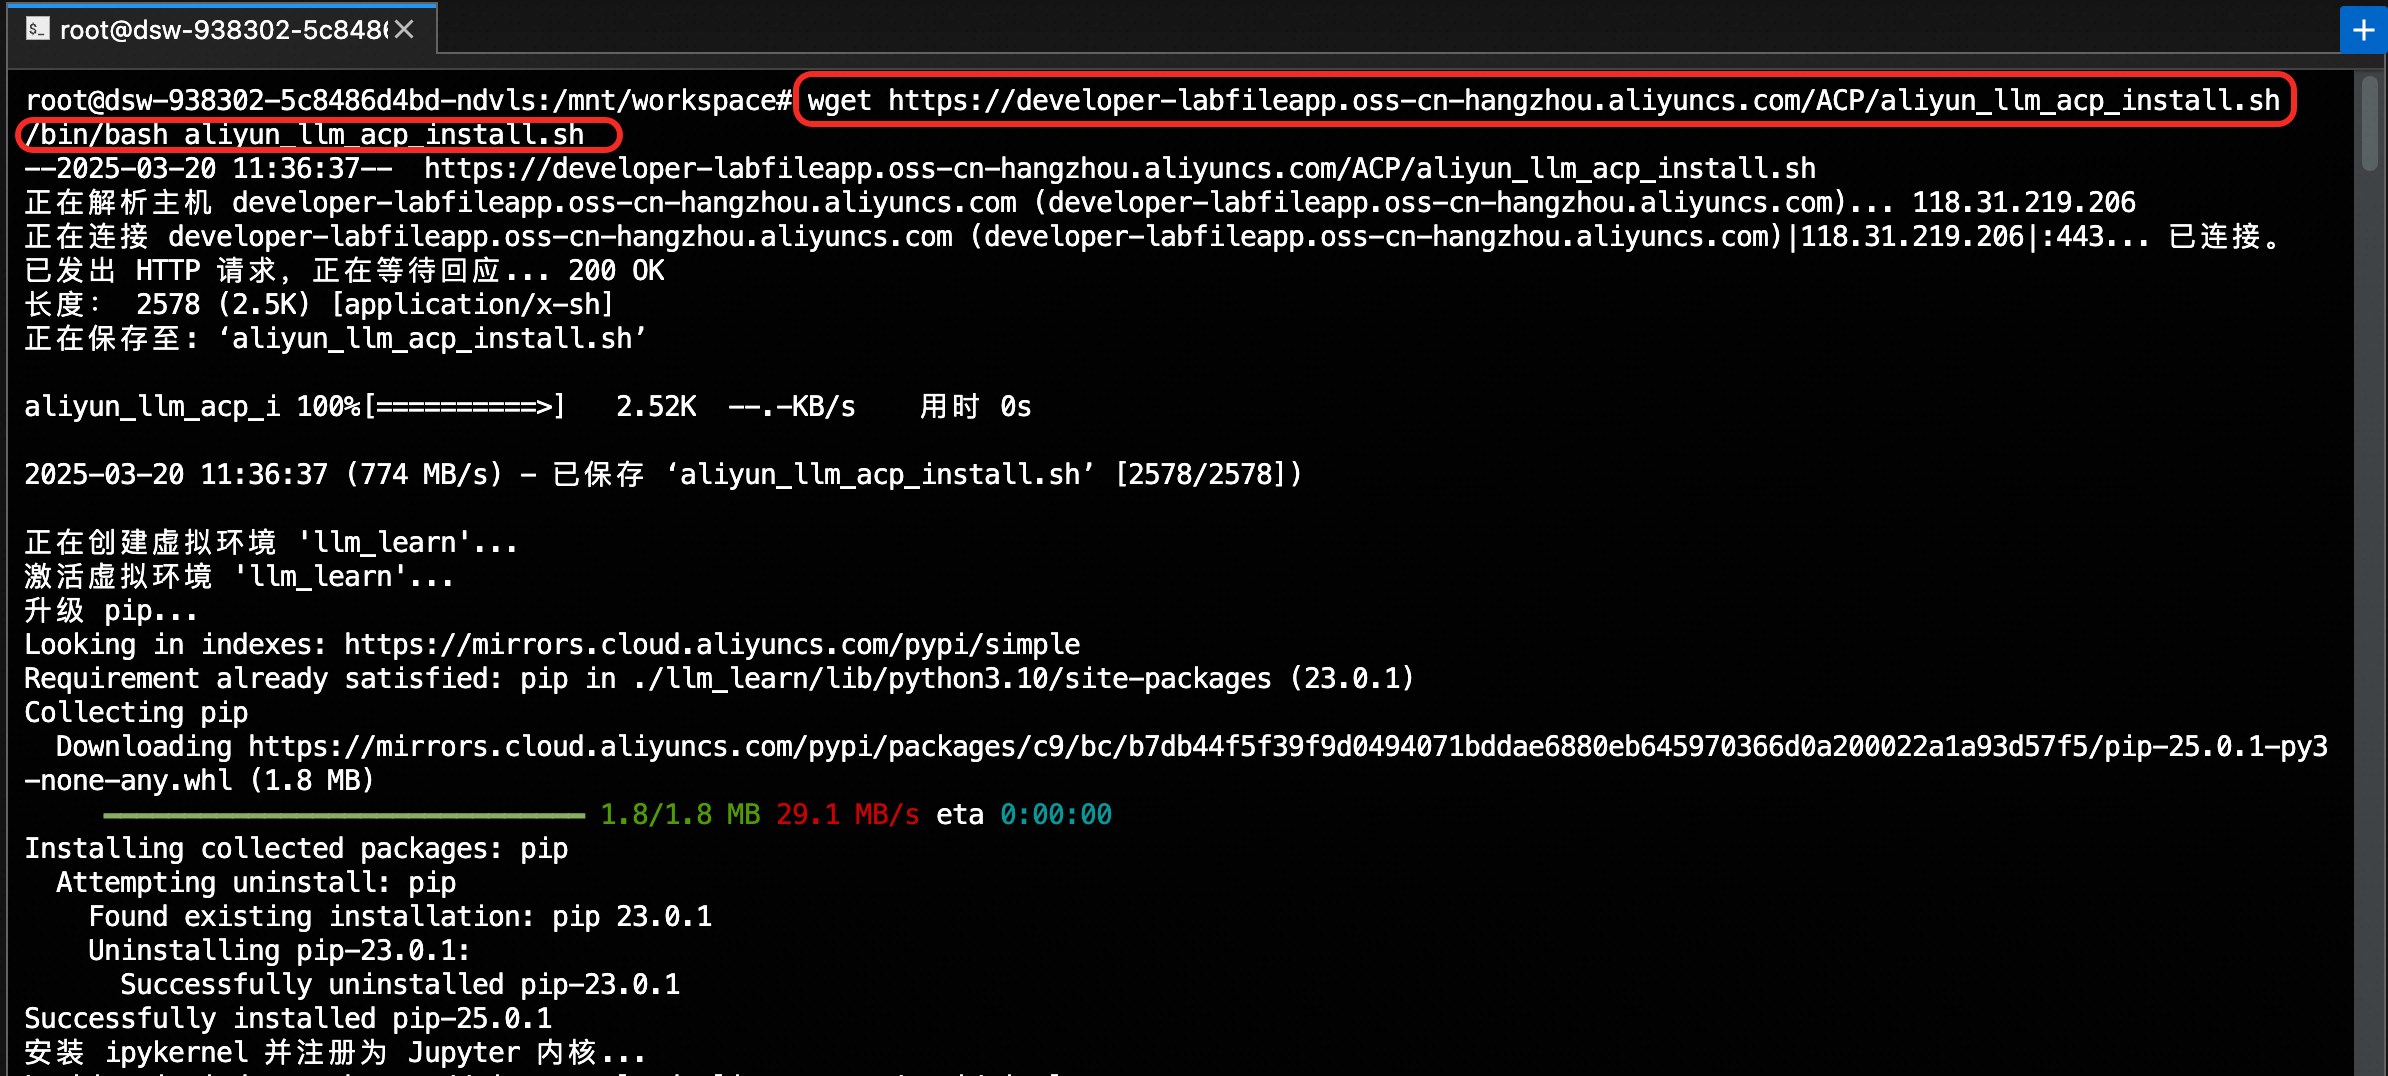 root@dsw-938302-5c848
root@dsw-938302-5c8486d4bd-ndvls:/mnt/workspace# wget https://developer-labfileapp.oss-cn-hangzhou.aliyuncs.com/ACP/aliyun_llm_acp_install.sh
/bin/bash aliyun_llm_acp_install.sh
--2025-03-20 11:36:37--  https://developer-labfileapp.oss-cn-hangzhou.aliyuncs.com/ACP/aliyun_llm_acp_install.sh
正在解析主机 developer-labfileapp.oss-cn-hangzhou.aliyuncs.com (developer-labfileapp.oss-cn-hangzhou.aliyuncs.com)... 118.31.219.206
正在连接 developer-labfileapp.oss-cn-hangzhou.aliyuncs.com (developer-labfileapp.oss-cn-hangzhou.aliyuncs.com)|118.31.219.206|:443... 已连接。
已发出 HTTP 请求，正在等待回应... 200 OK
长度： 2578 (2.5K) [application/x-sh]
正在保存至: ‘aliyun_llm_acp_install.sh’
aliyun_llm_acp_i 100%[==========>]   2.52K  --.-KB/s    用时 0s
2025-03-20 11:36:37 (774 MB/s) - 已保存 ‘aliyun_llm_acp_install.sh’ [2578/2578])
正在创建虚拟环境 'llm_learn'...
激活虚拟环境 'llm_learn'...
升级 pip...
Looking in indexes: https://mirrors.cloud.aliyuncs.com/pypi/simple
Requirement already satisfied: pip in ./llm_learn/lib/python3.10/site-packages (23.0.1)
Collecting pip
Downloading https://mirrors.cloud.aliyuncs.com/pypi/packages/c9/bc/b7db44f5f39f9d0494071bddae6880eb645970366d0a200022a1a93d57f5/pip-25.0.1-py3
-none-any.whl (1.8 MB)
1.8/1.8 MB 29.1 MB/s eta 0:00:00
Installing collected packages: pip
Attempting uninstall: pip
Found existing installation: pip 23.0.1
Uninstalling pip-23.0.1:
Successfully uninstalled pip-23.0.1
Successfully installed pip-25.0.1
安装 ipykernel 并注册为 Jupyter 内核...